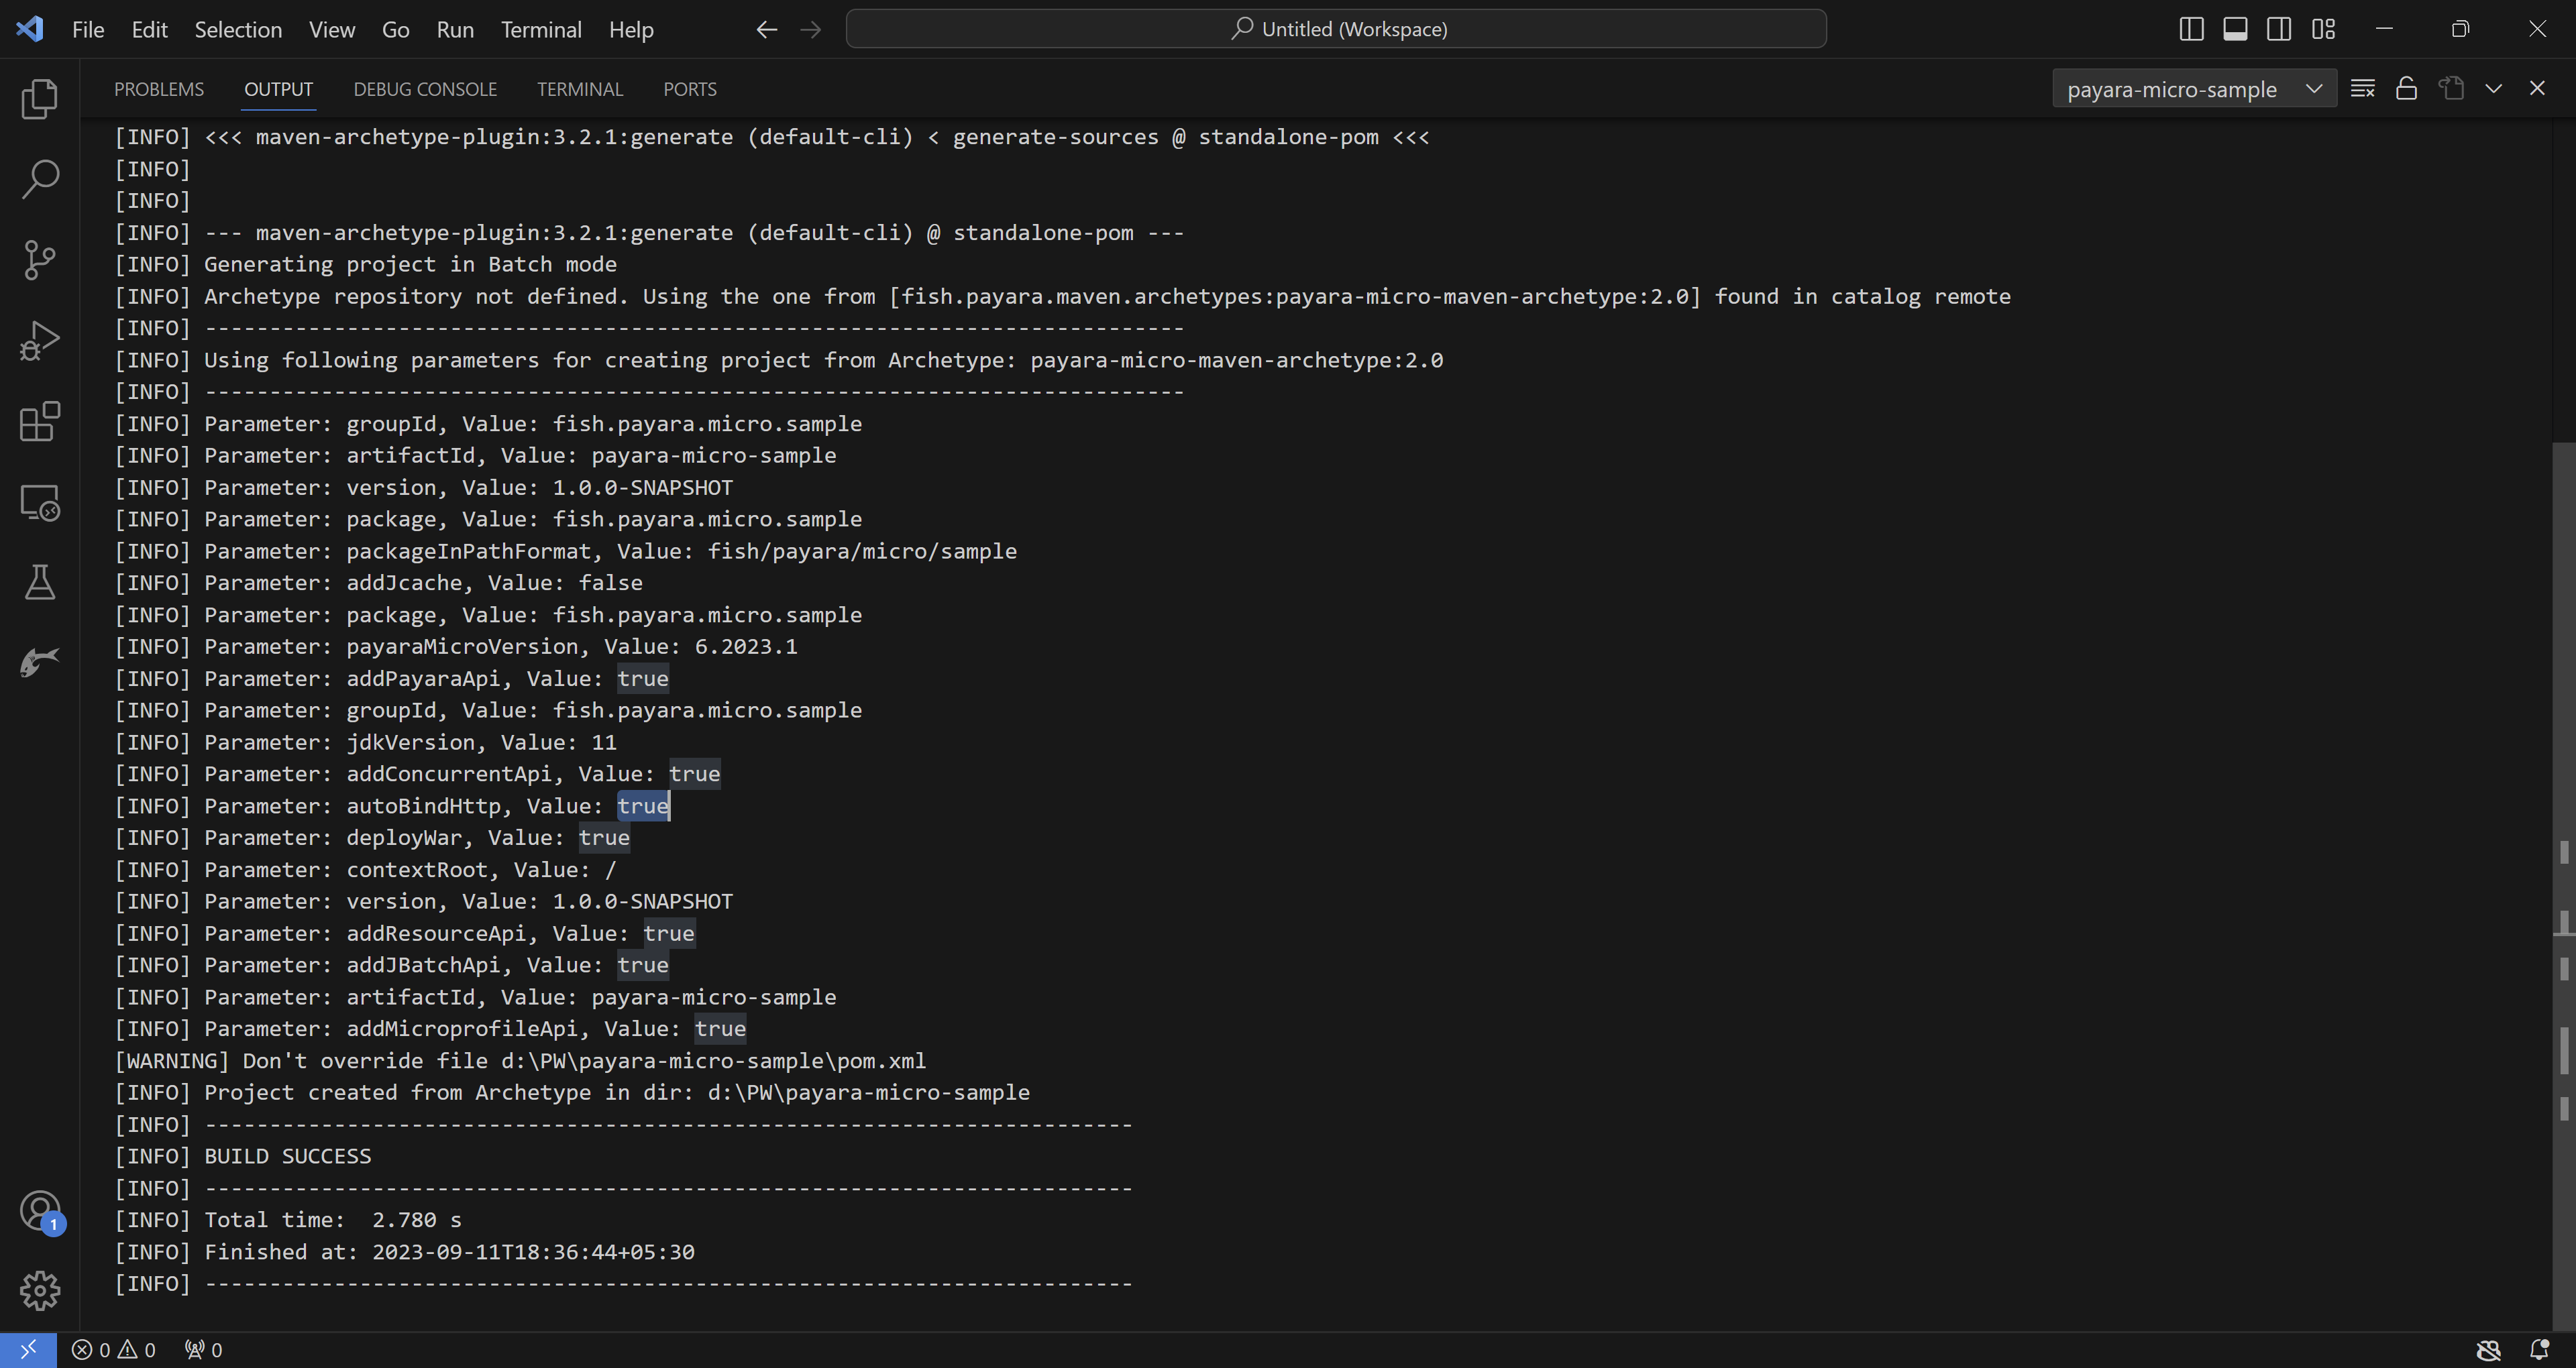 File Edit Selection View Go Run Terminal Help Untitled (Workspace)
PROBLEMS OUTPUT DEBUG CONSOLE TERMINAL PORTS payara-micro-sample
[INFO] <<< maven-archetype-plugin:3.2.1:generate (default-cli) < generate-sources @ standalone-pom <<<
[INFO]
[INFO]
[INFO] --- maven-archetype-plugin:3.2.1:generate (default-cli) @ standalone-pom ---
[INFO] Generating project in Batch mode
[INFO] Archetype repository not defined. Using the one from [fish.payara.maven.archetypes:payara-micro-maven-archetype:2.0] found in catalog remote
[INFO] ----------------------------------------------------------------------------
[INFO] Using following parameters for creating project from Archetype: payara-micro-maven-archetype:2.0
[INFO] ----------------------------------------------------------------------------
[INFO] Parameter: groupId, Value: fish.payara.micro.sample
[INFO] Parameter: artifactId, Value: payara-micro-sample
[INFO] Parameter: version, Value: 1.0.0-SNAPSHOT
[INFO] Parameter: package, Value: fish.payara.micro.sample
[INFO] Parameter: packageInPathFormat, Value: fish/payara/micro/sample
[INFO] Parameter: addJcache, Value: false
[INFO] Parameter: package, Value: fish.payara.micro.sample
[INFO] Parameter: payaraMicroVersion, Value: 6.2023.1
[INFO] Parameter: addPayaraApi, Value: true
[INFO] Parameter: groupId, Value: fish.payara.micro.sample
[INFO] Parameter: jdkVersion, Value: 11
[INFO] Parameter: addConcurrentApi, Value: true
[INFO] Parameter: autoBindHttp, Value: true
[INFO] Parameter: deployWar, Value: true
[INFO] Parameter: contextRoot, Value: /
[INFO] Parameter: version, Value: 1.0.0-SNAPSHOT
[INFO] Parameter: addResourceApi, Value: true
[INFO] Parameter: addJBatchApi, Value: true
[INFO] Parameter: artifactId, Value: payara-micro-sample
[INFO] Parameter: addMicroprofileApi, Value: true
[WARNING] Don't override file d:\PW\payara-micro-sample\pom.xml
[INFO] Project created from Archetype in dir: d:\PW\payara-micro-sample
[INFO] ------------------------------------------------------------------------
[INFO] BUILD SUCCESS
[INFO] ------------------------------------------------------------------------
[INFO] Total time:  2.780 s
[INFO] Finished at: 2023-09-11T18:36:44+05:30
[INFO] ------------------------------------------------------------------------
1
0 0 0